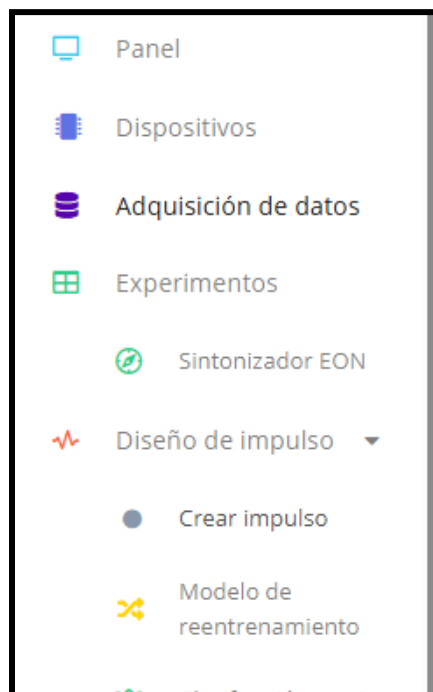 Panel
Dispositivos
Adquisición de datos
Experimentos
Sintonizador EON
Diseño de impulso
Crear impulso
Modelo de
reentrenamiento